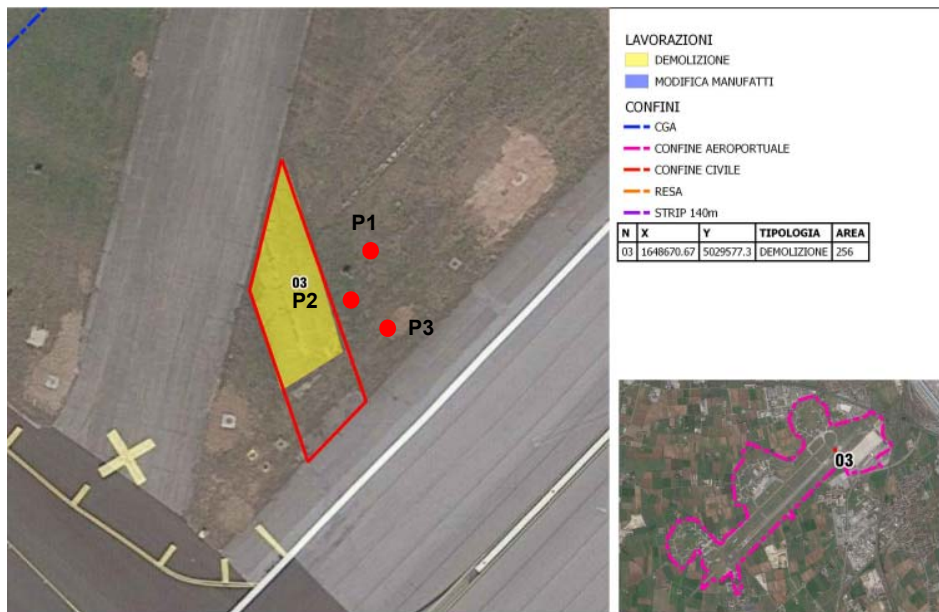 P1
03
P2
P3
LAVORAZIONI
DEMOLIZIONE
MODIFICA MANUFATTI
CONFINI
CGA
CONFINE AEROPORTUALE
CONFINE CIVILE
RESA
STRIP 140m
N X Y TIPOLOGIA AREA
03 1648670.67 5029577.3 DEMOLIZIONE 256
03